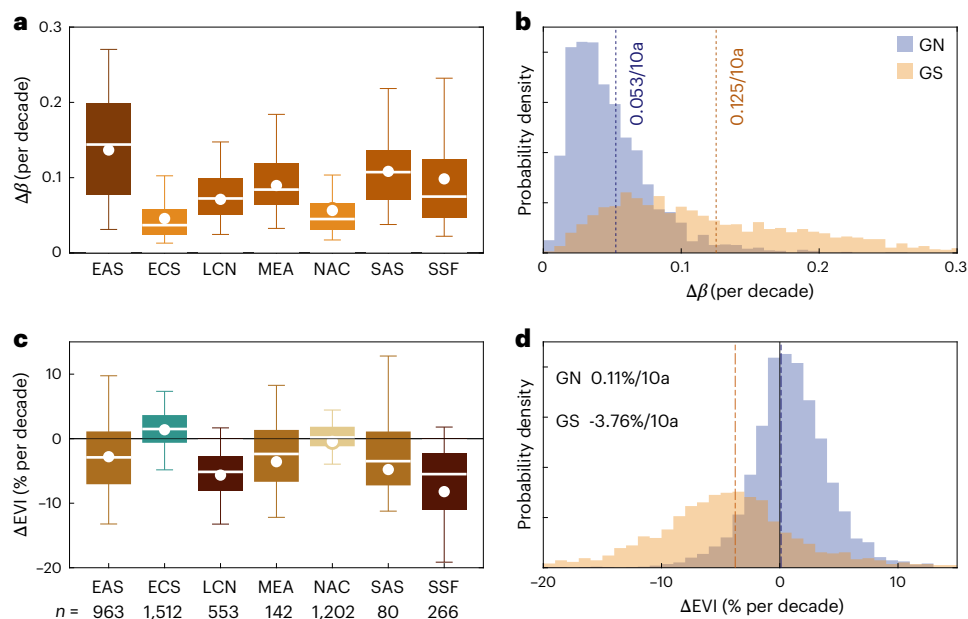 a
0.3
0.2
0.1
0
Δβ (per decade)
EAS ECS LCN MEA NAC SAS SSF
b
GN
GS
0.053/10a
0.125/10a
Probability density
0 0.1 0.2 0.3
Δβ (per decade)
c
20
10
0
−10
−20
ΔEVI (% per decade)
EAS ECS LCN MEA NAC SAS SSF
n = 963 1,512 553 142 1,202 80 266
d
GN 0.11%/10a
GS -3.76%/10a
Probability density
−20 −10 0 10
ΔEVI (% per decade)